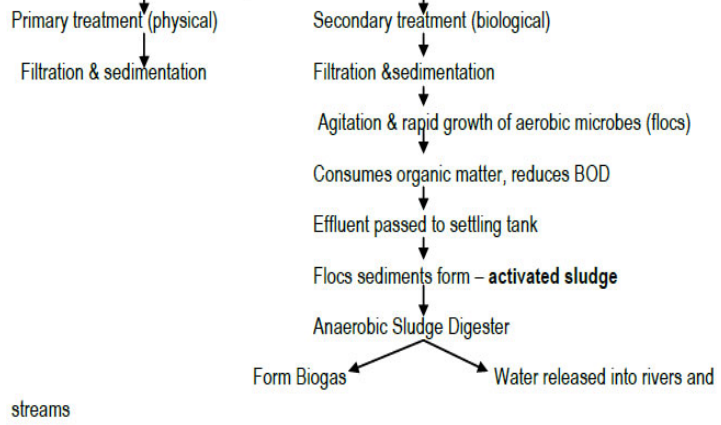 Primary treatment (physical) Secondary treatment (biological)
Filtration & sedimentation Filtration &sedimentation
Agitation & rapid growth of aerobic microbes (flocs)
Consumes organic matter, reduces BOD
Effluent passed to settling tank
Flocs sediments form – activated sludge
Anaerobic Sludge Digester
Form Biogas Water released into rivers and
streams